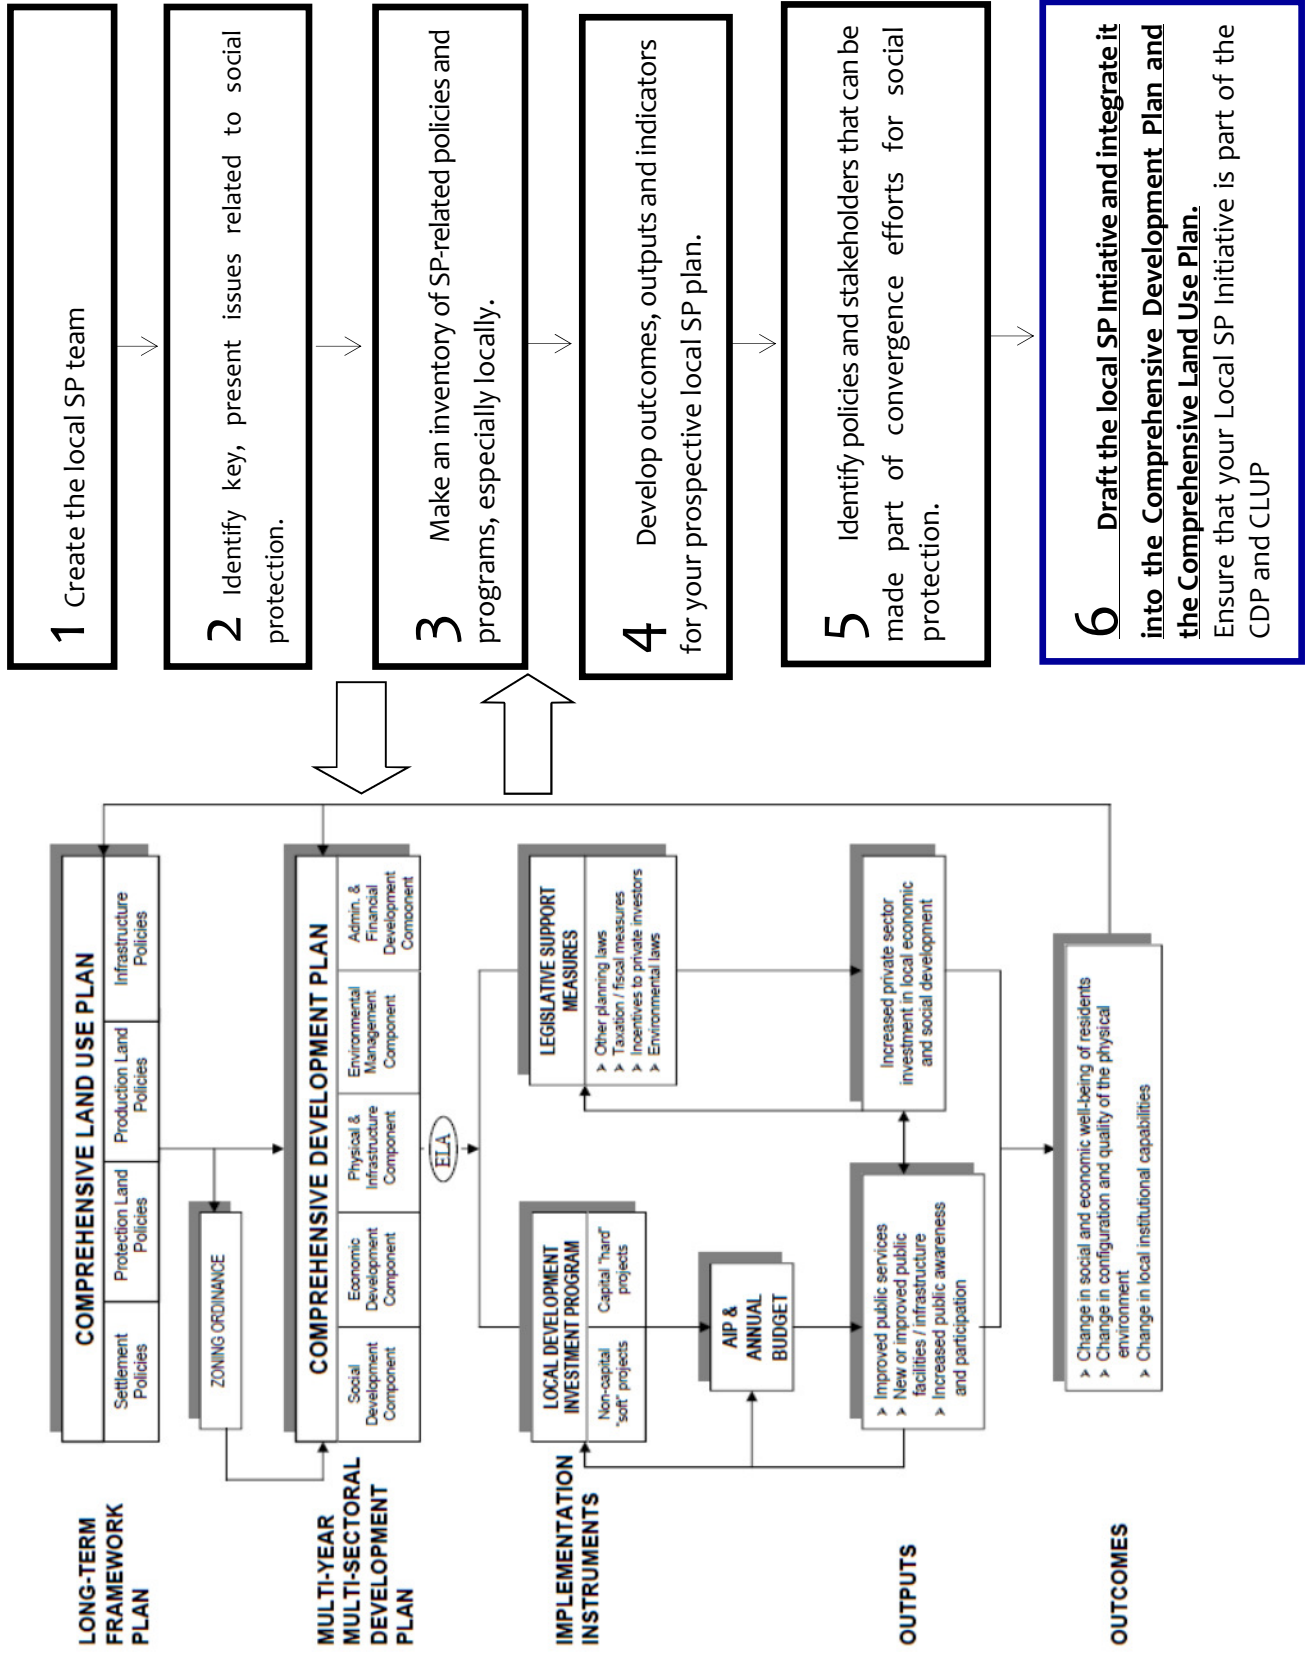 LONG-TERM
FRAMEWORK
PLAN
COMPREHENSIVE LAND USE PLAN
Settlement
Policies
Protection Land
Policies
Production Land
Policies
Infrastructure
Policies
ZONING ORDINANCE
MULTI-YEAR
MULTI-SECTORAL
DEVELOPMENT
PLAN
COMPREHENSIVE DEVELOPMENT PLAN
Social
Development
Component
Economic
Development
Component
Physical &
Infrastructure
Component
Environmental
Management
Component
Admin. &
Financial
Development
Component
ELA
IMPLEMENTATION
INSTRUMENTS
LOCAL DEVELOPMENT
INVESTMENT PROGRAM
Non-capital
"soft" projects
Capital "hard"
projects
LEGISLATIVE SUPPORT
MEASURES
➢ Other planning laws
➢ Taxation / fiscal measures
➢ Incentives to private investors
➢ Environmental laws
AIP &
ANNUAL
BUDGET
OUTPUTS
➢ Improved public services
➢ New or improved public
facilities / infrastructure
➢ Increased public awareness
and participation
Increased private sector
investment in local economic
and social development
OUTCOMES
➢ Change in social and economic well-being of residents
➢ Change in configuration and quality of the physical
environment
➢ Change in local institutional capabilities
1 Create the local SP team
2 Identify key, present issues related to social
protection.
3 Make an inventory of SP-related policies and
programs, especially locally.
4 Develop outcomes, outputs and indicators
for your prospective local SP plan.
5 Identify policies and stakeholders that can be
made part of convergence efforts for social
protection.
6 Draft the local SP Intiative and integrate it
into the Comprehensive Development Plan and
the Comprehensive Land Use Plan.
Ensure that your Local SP Initiative is part of the
CDP and CLUP